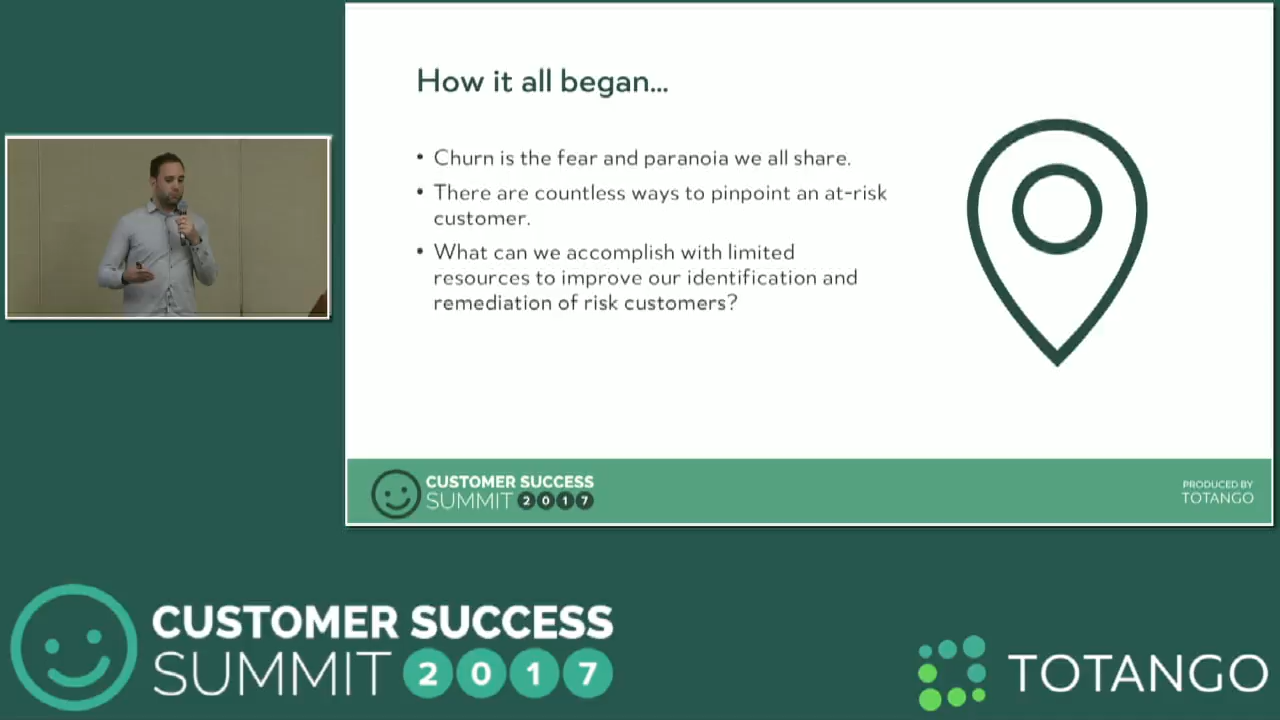 How it all began...
• Churn is the fear and paranoia we all share.
• There are countless ways to pinpoint an at-risk
customer.
• What can we accomplish with limited
resources to improve our identification and
remediation of risk customers?
CUSTOMER SUCCESS
SUMMIT 2017
PRODUCED BY
TOTANGO
CUSTOMER SUCCESS
SUMMIT 2017
TOTANGO